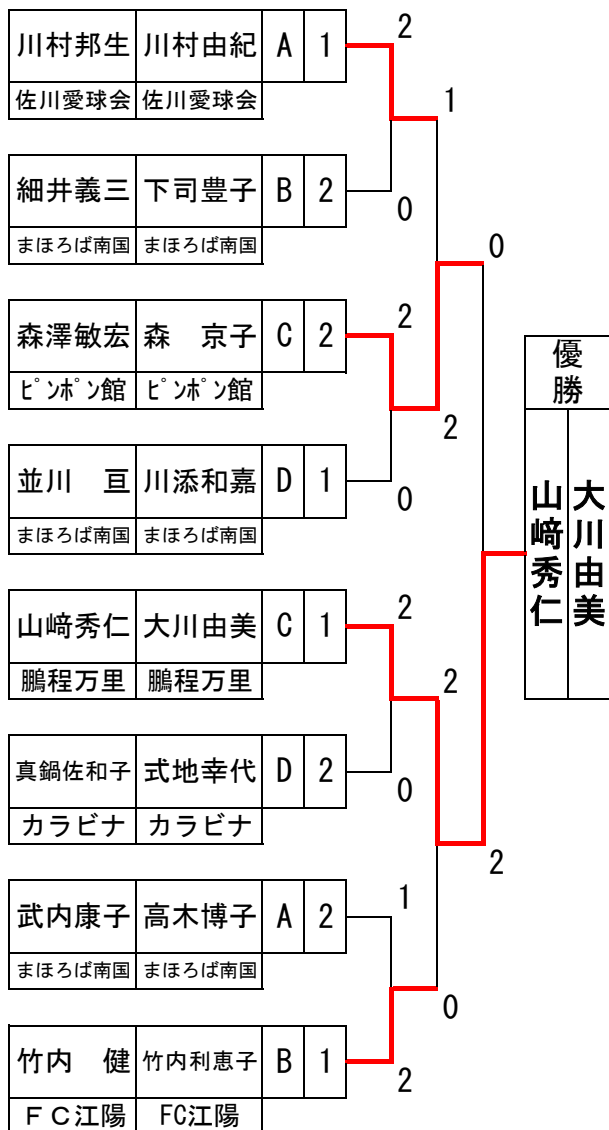 川村邦生 川村由紀 A 1
佐川愛球会 佐川愛球会
2
1
細井義三 下司豊子 B 2
まほろば南国 まほろば南国
0
0
森澤敏宏 森　京子 C 2
ﾋﾟﾝﾎﾟﾝ館 ﾋﾟﾝﾎﾟﾝ館
2
2
並川　亘 川添和嘉 D 1
まほろば南国 まほろば南国
0
優勝
山﨑秀仁
大川由美
山﨑秀仁 大川由美 C 1
鵬程万里 鵬程万里
2
2
真鍋佐和子 式地幸代 D 2
カラビナ カラビナ
0
2
武内康子 高木博子 A 2
まほろば南国 まほろば南国
1
0
竹内　健 竹内利恵子 B 1
ＦＣ江陽 FC江陽
2